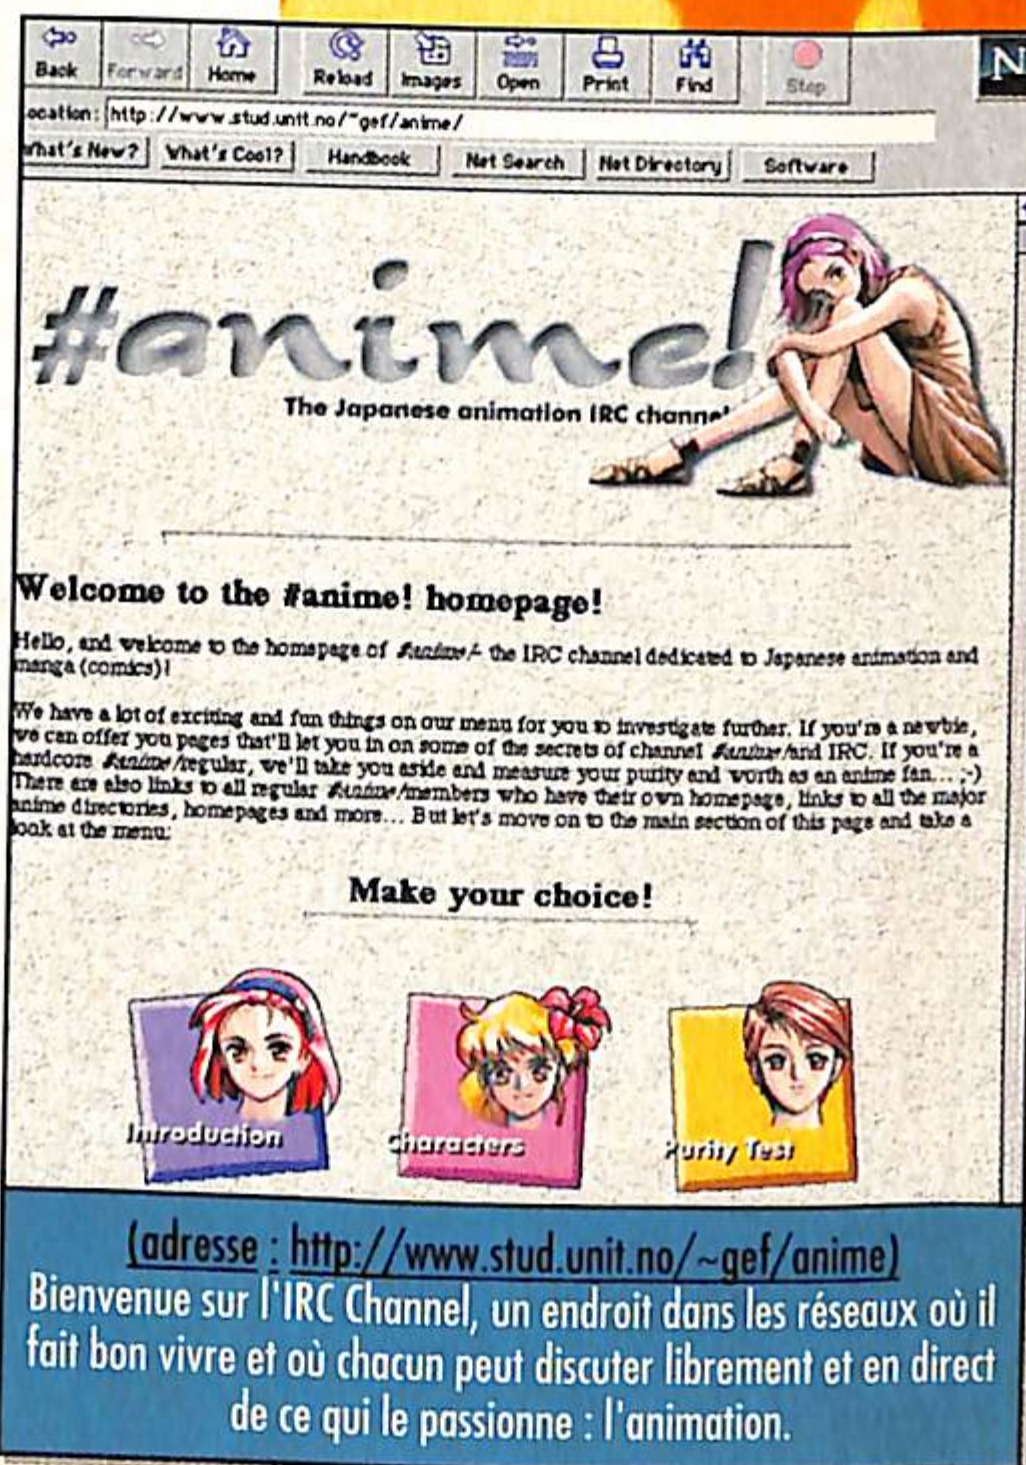 Back Forward Home Reload Images Open Print Find Stop N
ocation: http://www.stud.unit.no/~gef/anime/
What's New? What's Cool? Handbook Net Search Net Directory Software
#anime!
The Japanese animation IRC channel
Welcome to the #anime! homepage!
Hello, and welcome to the homepage of #anime! the IRC channel dedicated to Japanese animation and
manga (comics)!
We have a lot of exciting and fun things on our menu for you to investigate further. If you're a newbie,
we can offer you pages that'll let you in on some of the secrets of channel #anime! and IRC. If you're a
hardcore #anime! regular, we'll take you aside and measure your purity and worth as an anime fan... ;-)
There are also links to all regular #anime! members who have their own homepage, links to all the major
anime directories, homepages and more... But let's move on to the main section of this page and take a
look at the menu:
Make your choice!
Introduction Characters Purity Test
(adresse : http://www.stud.unit.no/~gef/anime)
Bienvenue sur l'IRC Channel, un endroit dans les réseaux où il
fait bon vivre et où chacun peut discuter librement et en direct
de ce qui le passionne : l'animation.